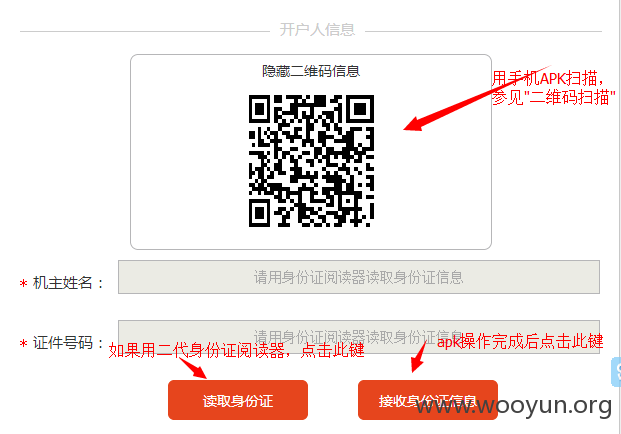 开户人信息
隐藏二维码信息
用手机APK扫描，
参见"二维码扫描"
* 机主姓名：
请用身份证阅读器读取身份证信息
* 证件号码：
请用身份证阅读器读取身份证信息
如果用二代身份证阅读器，点击此键
apk操作完成后点击此键
读取身份证
接收身份证信息
www.wooyun.org